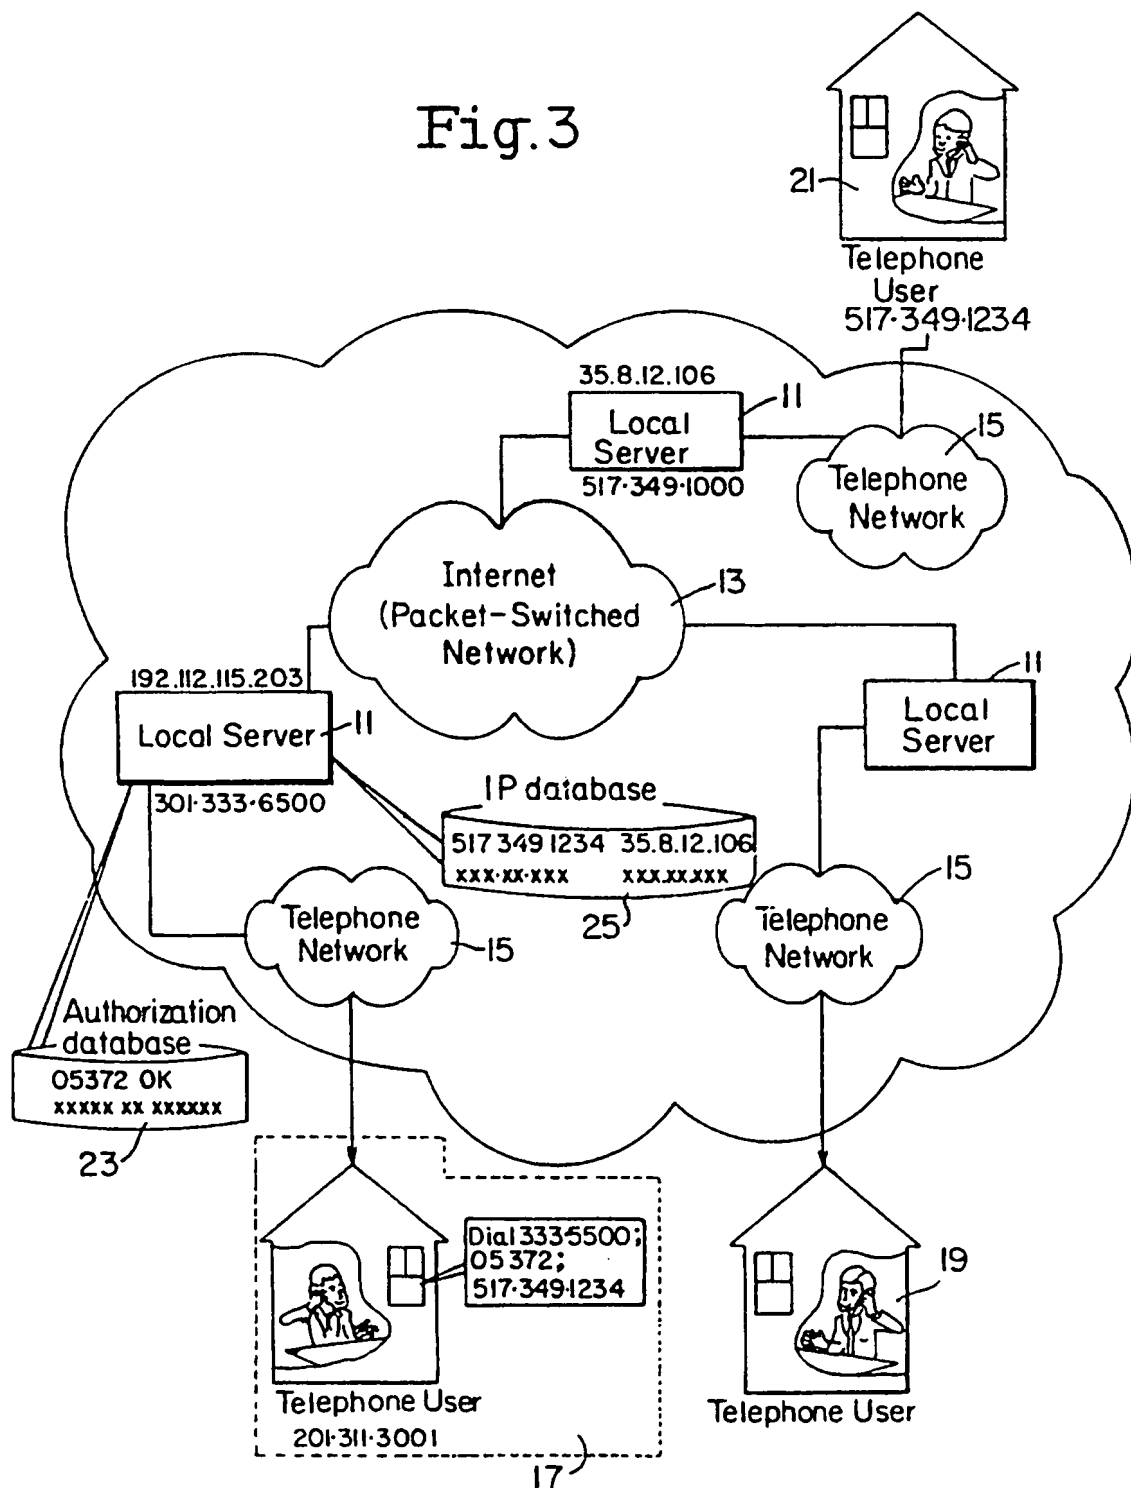 Fig.3
21
Telephone
User
517·349·1234
35.8.12.106
11
Local
Server
517·349·1000
15
Telephone
Network
Internet
(Packet-Switched
Network)
13
192.112.115.203
Local Server
11
301·333·6500
11
Local
Server
IP database
517 349 1234 35.8.12.106
xxx·xx·xxx xxx.xx.xxx
25
Telephone
Network
15
15
Telephone
Network
Authorization
database
05372 OK
xxxxx xx xxxxxx
23
Dial 333-5500;
05372;
517·349·1234
Telephone User
201·311·3001
17
19
Telephone User